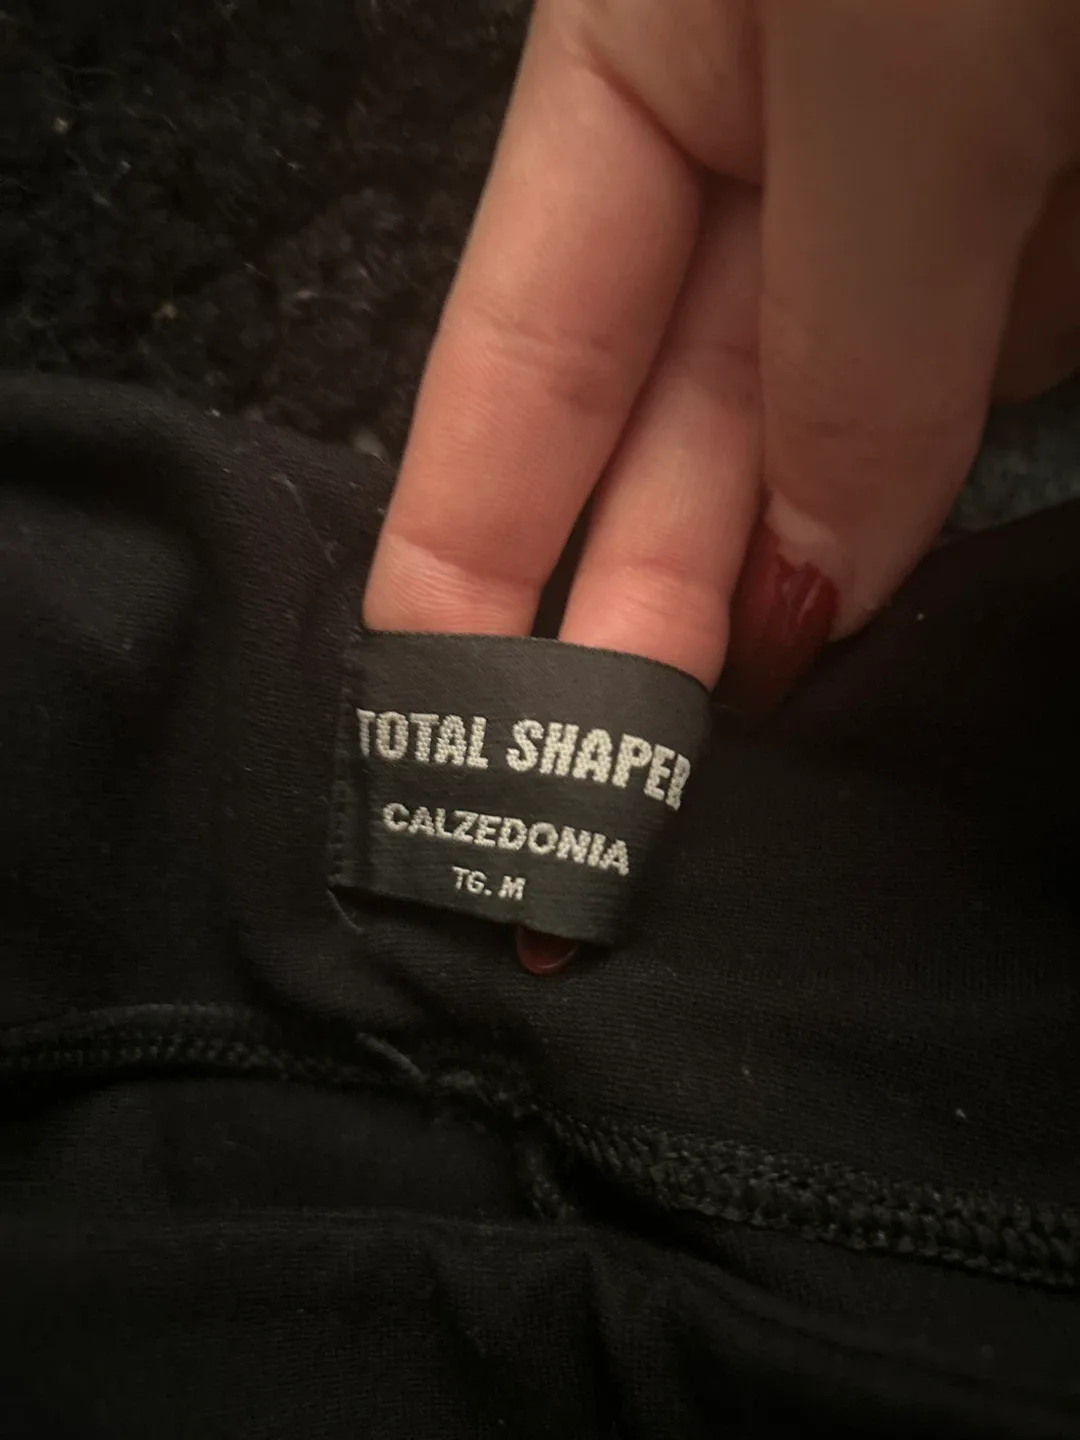 TOTAL SHAPER
CALZEDONIA
TG. M